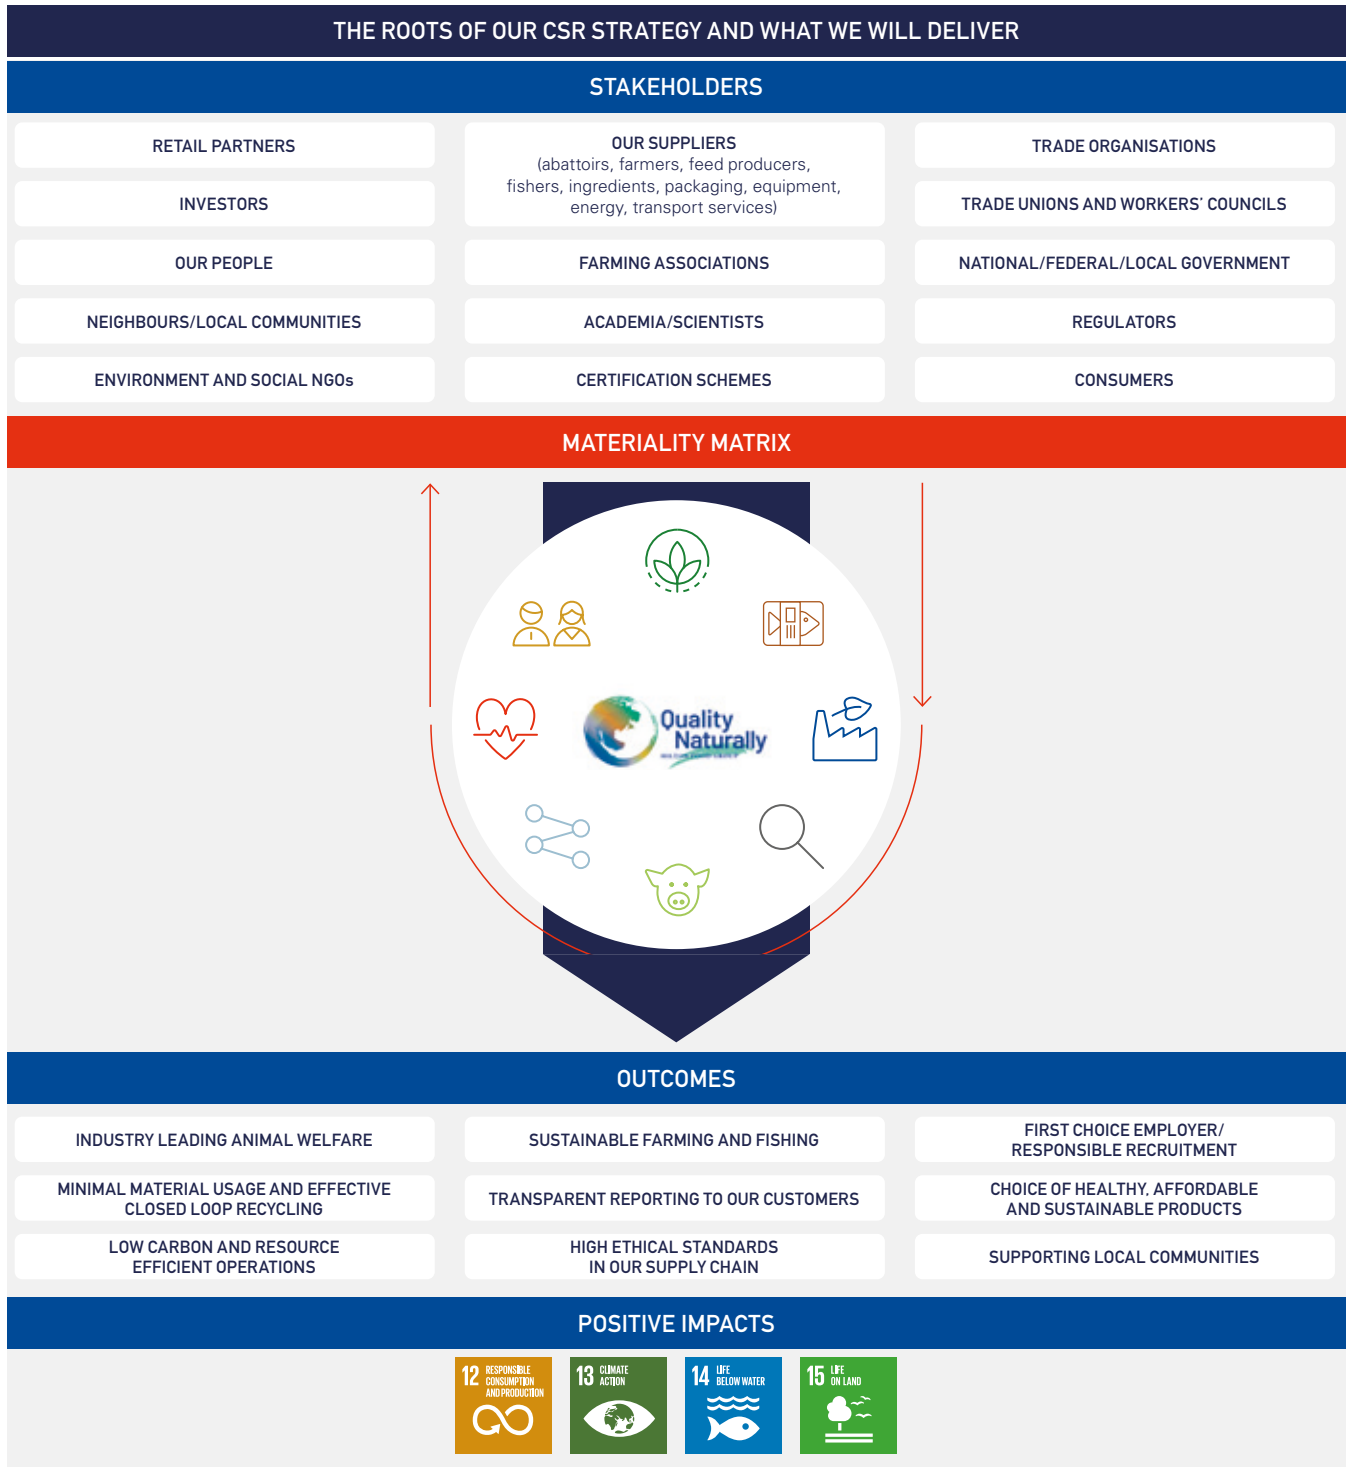 THE ROOTS OF OUR CSR STRATEGY AND WHAT WE WILL DELIVER
STAKEHOLDERS
RETAIL PARTNERS
INVESTORS
OUR PEOPLE
NEIGHBOURS/LOCAL COMMUNITIES
ENVIRONMENT AND SOCIAL NGOs
OUR SUPPLIERS
(abattoirs, farmers, feed producers,
fishers, ingredients, packaging, equipment,
energy, transport services)
FARMING ASSOCIATIONS
ACADEMIA/SCIENTISTS
CERTIFICATION SCHEMES
TRADE ORGANISATIONS
TRADE UNIONS AND WORKERS’ COUNCILS
NATIONAL/FEDERAL/LOCAL GOVERNMENT
REGULATORS
CONSUMERS
MATERIALITY MATRIX
Quality
Naturally
OUTCOMES
INDUSTRY LEADING ANIMAL WELFARE
MINIMAL MATERIAL USAGE AND EFFECTIVE
CLOSED LOOP RECYCLING
LOW CARBON AND RESOURCE
EFFICIENT OPERATIONS
SUSTAINABLE FARMING AND FISHING
TRANSPARENT REPORTING TO OUR CUSTOMERS
HIGH ETHICAL STANDARDS
IN OUR SUPPLY CHAIN
FIRST CHOICE EMPLOYER/
RESPONSIBLE RECRUITMENT
CHOICE OF HEALTHY, AFFORDABLE
AND SUSTAINABLE PRODUCTS
SUPPORTING LOCAL COMMUNITIES
POSITIVE IMPACTS
12 RESPONSIBLE
CONSUMPTION
AND PRODUCTION
13 CLIMATE
ACTION
14 LIFE
BELOW WATER
15 LIFE
ON LAND